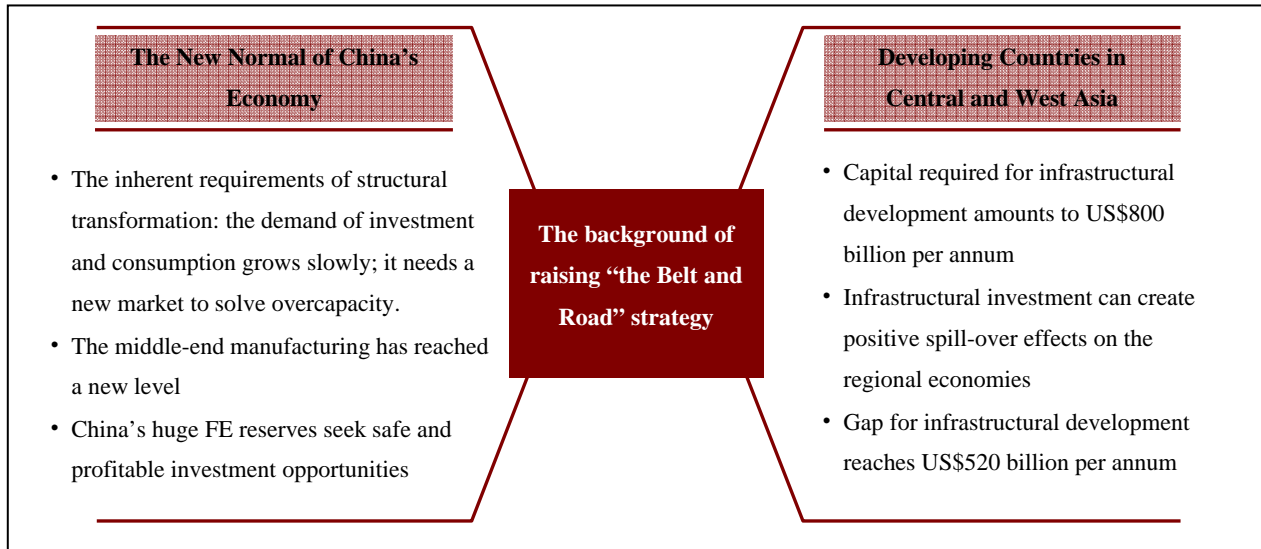 The New Normal of China’s
Economy
• The inherent requirements of structural
transformation: the demand of investment
and consumption grows slowly; it needs a
new market to solve overcapacity.
• The middle-end manufacturing has reached
a new level
• China’s huge FE reserves seek safe and
profitable investment opportunities
The background of
raising “the Belt and
Road” strategy
Developing Countries in
Central and West Asia
• Capital required for infrastructural
development amounts to US$800
billion per annum
• Infrastructural investment can create
positive spill-over effects on the
regional economies
• Gap for infrastructural development
reaches US$520 billion per annum